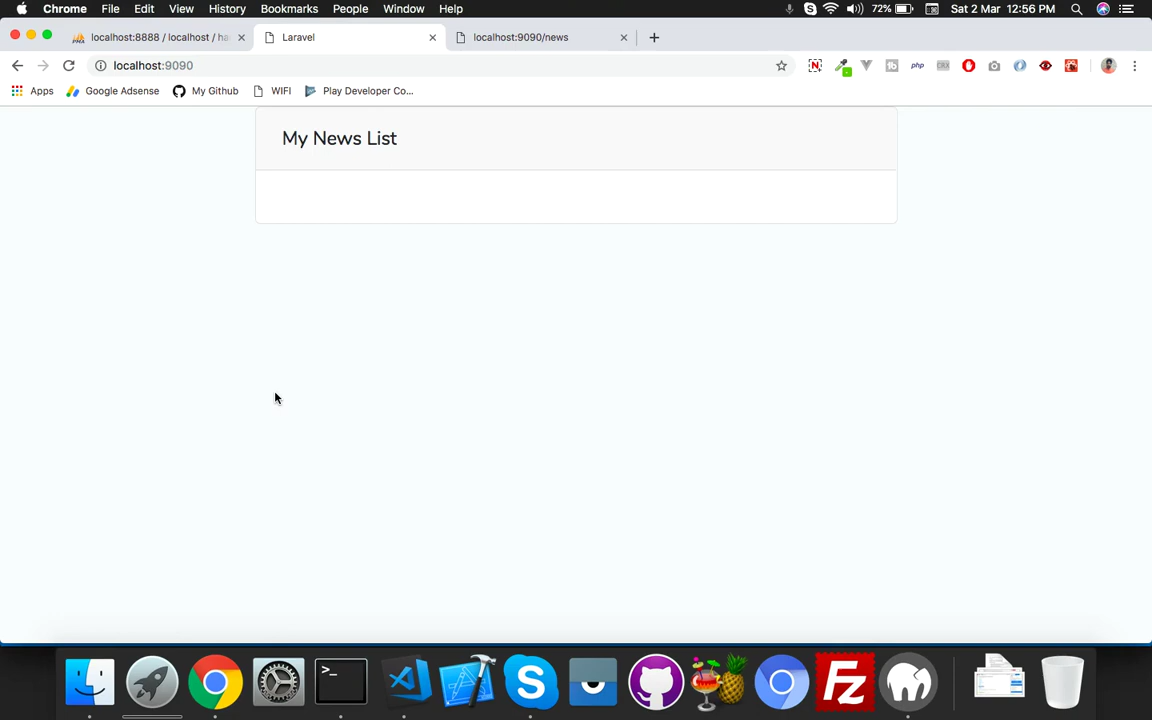 Chrome File Edit View History Bookmarks People Window Help 72% Sat 2 Mar 12:56 PM
localhost:8888 / localhost / ha Laravel localhost:9090/news
localhost:9090 php
Apps Google Adsense My Github WIFI Play Developer Co...
My News List